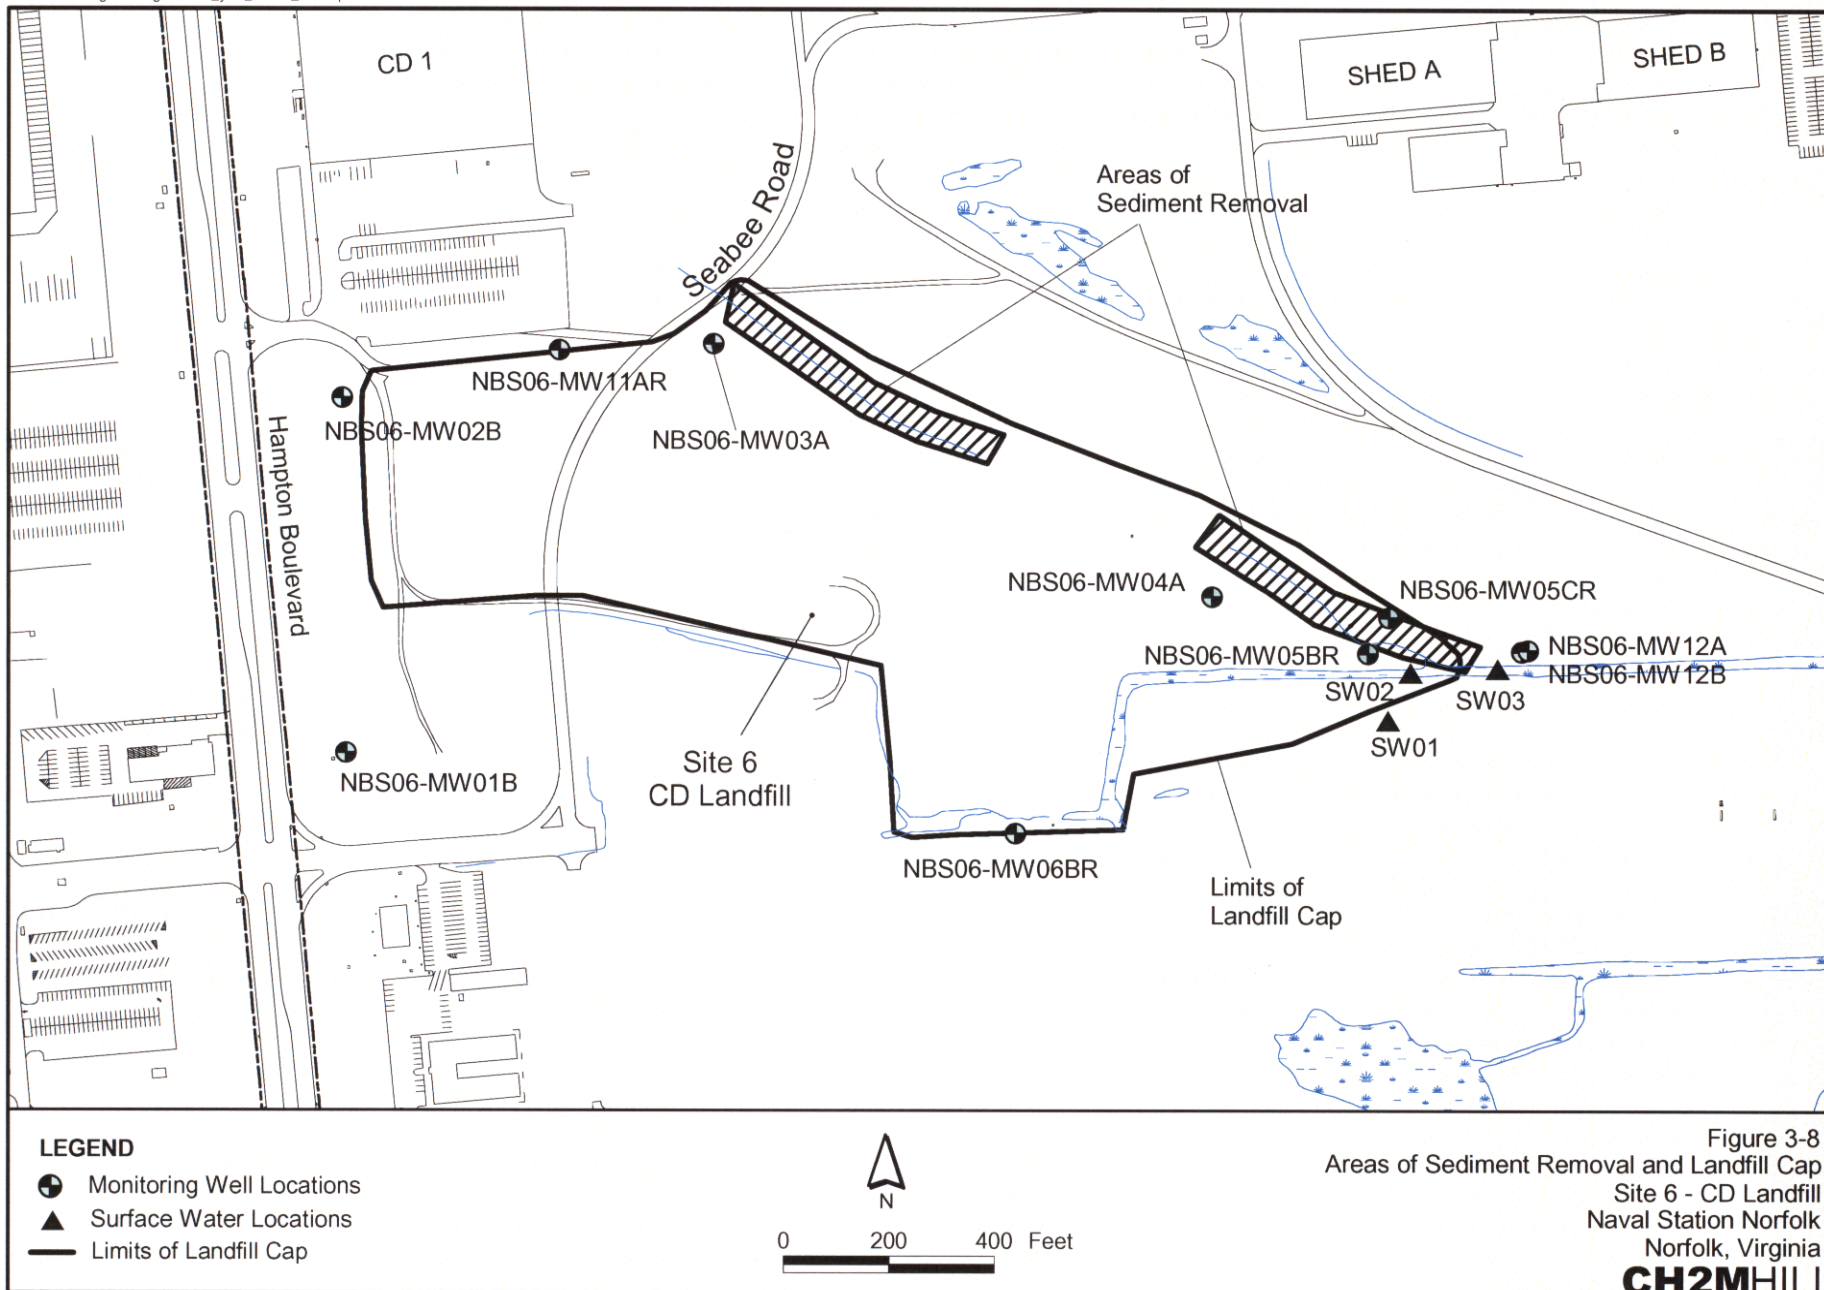 CD 1
SHED A
SHED B
Seabee Road
Areas of
Sediment Removal
NBS06-MW11AR
NBS06-MW02B
NBS06-MW03A
Hampton Boulevard
NBS06-MW04A
NBS06-MW05CR
NBS06-MW05BR
NBS06-MW12A
NBS06-MW12B
SW02
SW03
SW01
Site 6
CD Landfill
NBS06-MW01B
NBS06-MW06BR
Limits of
Landfill Cap
LEGEND
Monitoring Well Locations
Surface Water Locations
Limits of Landfill Cap
N
0 200 400 Feet
Figure 3-8
Areas of Sediment Removal and Landfill Cap
Site 6 - CD Landfill
Naval Station Norfolk
Norfolk, Virginia
CH2MHILL